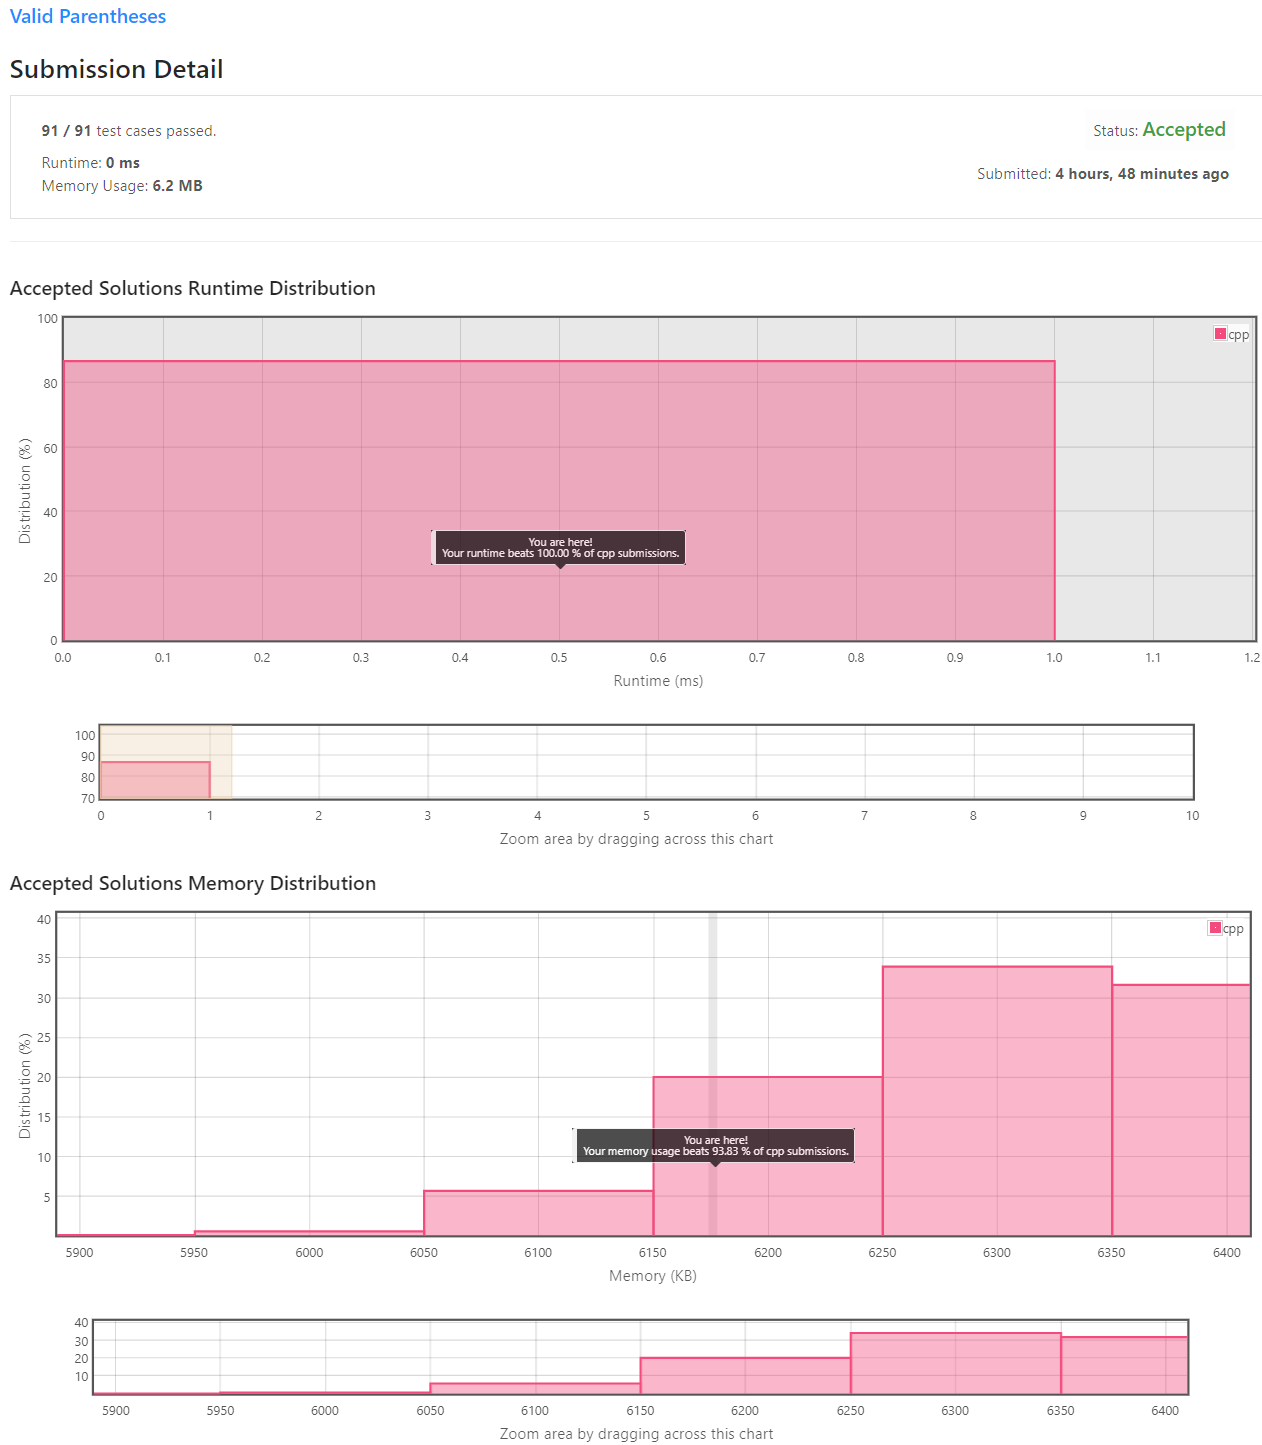 Valid Parentheses
Submission Detail
91 / 91 test cases passed.
Status: Accepted
Runtime: 0 ms
Memory Usage: 6.2 MB
Submitted: 4 hours, 48 minutes ago
Accepted Solutions Runtime Distribution
100
80
60
40
20
0
Distribution (%)
cpp
You are here!
Your runtime beats 100.00 % of cpp submissions.
0.0 0.1 0.2 0.3 0.4 0.5 0.6 0.7 0.8 0.9 1.0 1.1 1.2
Runtime (ms)
100
90
80
70
0 1 2 3 4 5 6 7 8 9 10
Zoom area by dragging across this chart
Accepted Solutions Memory Distribution
40
35
30
25
20
15
10
5
Distribution (%)
cpp
You are here!
Your memory usage beats 93.83 % of cpp submissions.
5900 5950 6000 6050 6100 6150 6200 6250 6300 6350 6400
Memory (KB)
40
30
20
10
5900 5950 6000 6050 6100 6150 6200 6250 6300 6350 6400
Zoom area by dragging across this chart